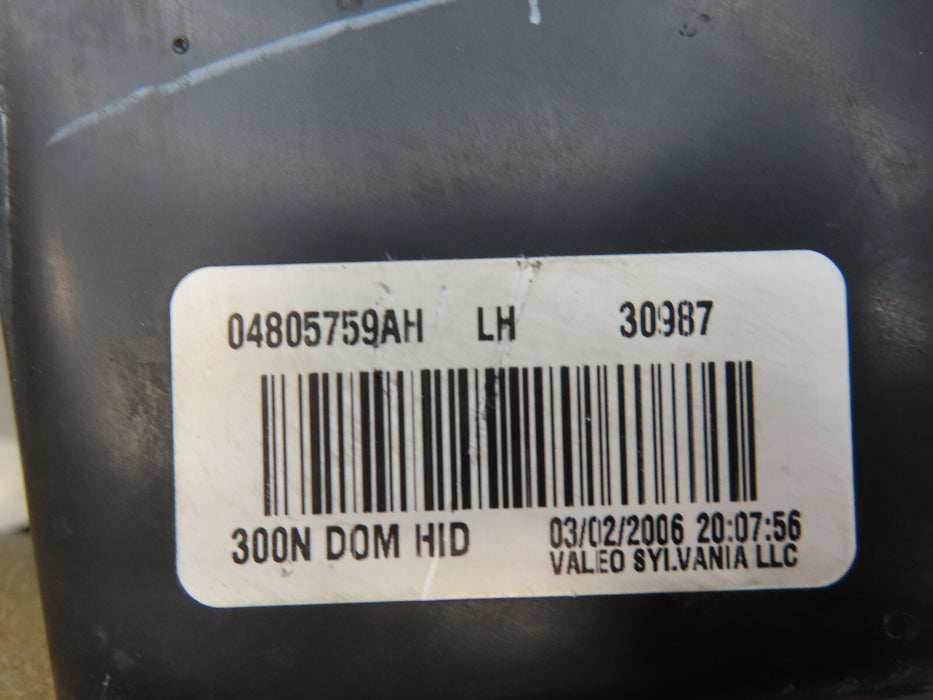 04805759AH LH 30987
300N DOM HID
03/02/2006 20:07:56
VALEO SYLVANIA LLC